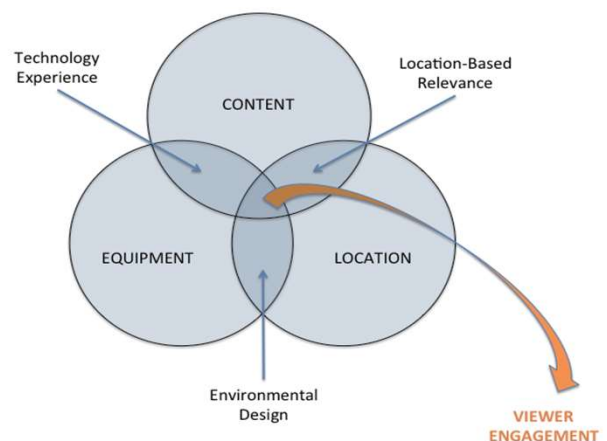 Technology
Experience
Location-Based
Relevance
CONTENT
EQUIPMENT
LOCATION
Environmental
Design
VIEWER
ENGAGEMENT